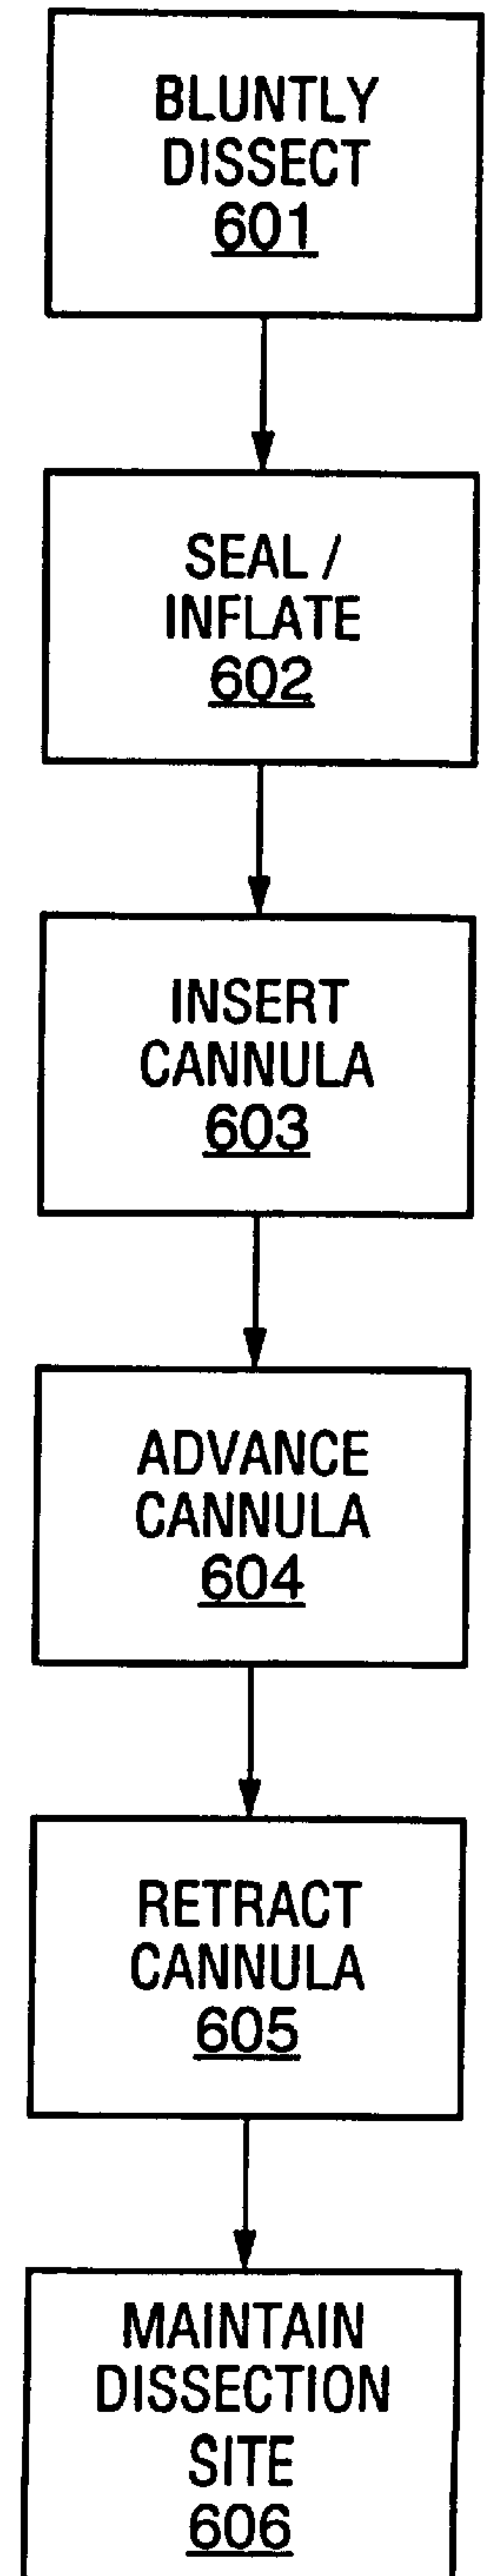 BLUNTLY
DISSECT
601
SEAL /
INFLATE
602
INSERT
CANNULA
603
ADVANCE
CANNULA
604
RETRACT
CANNULA
605
MAINTAIN
DISSECTION
SITE
606